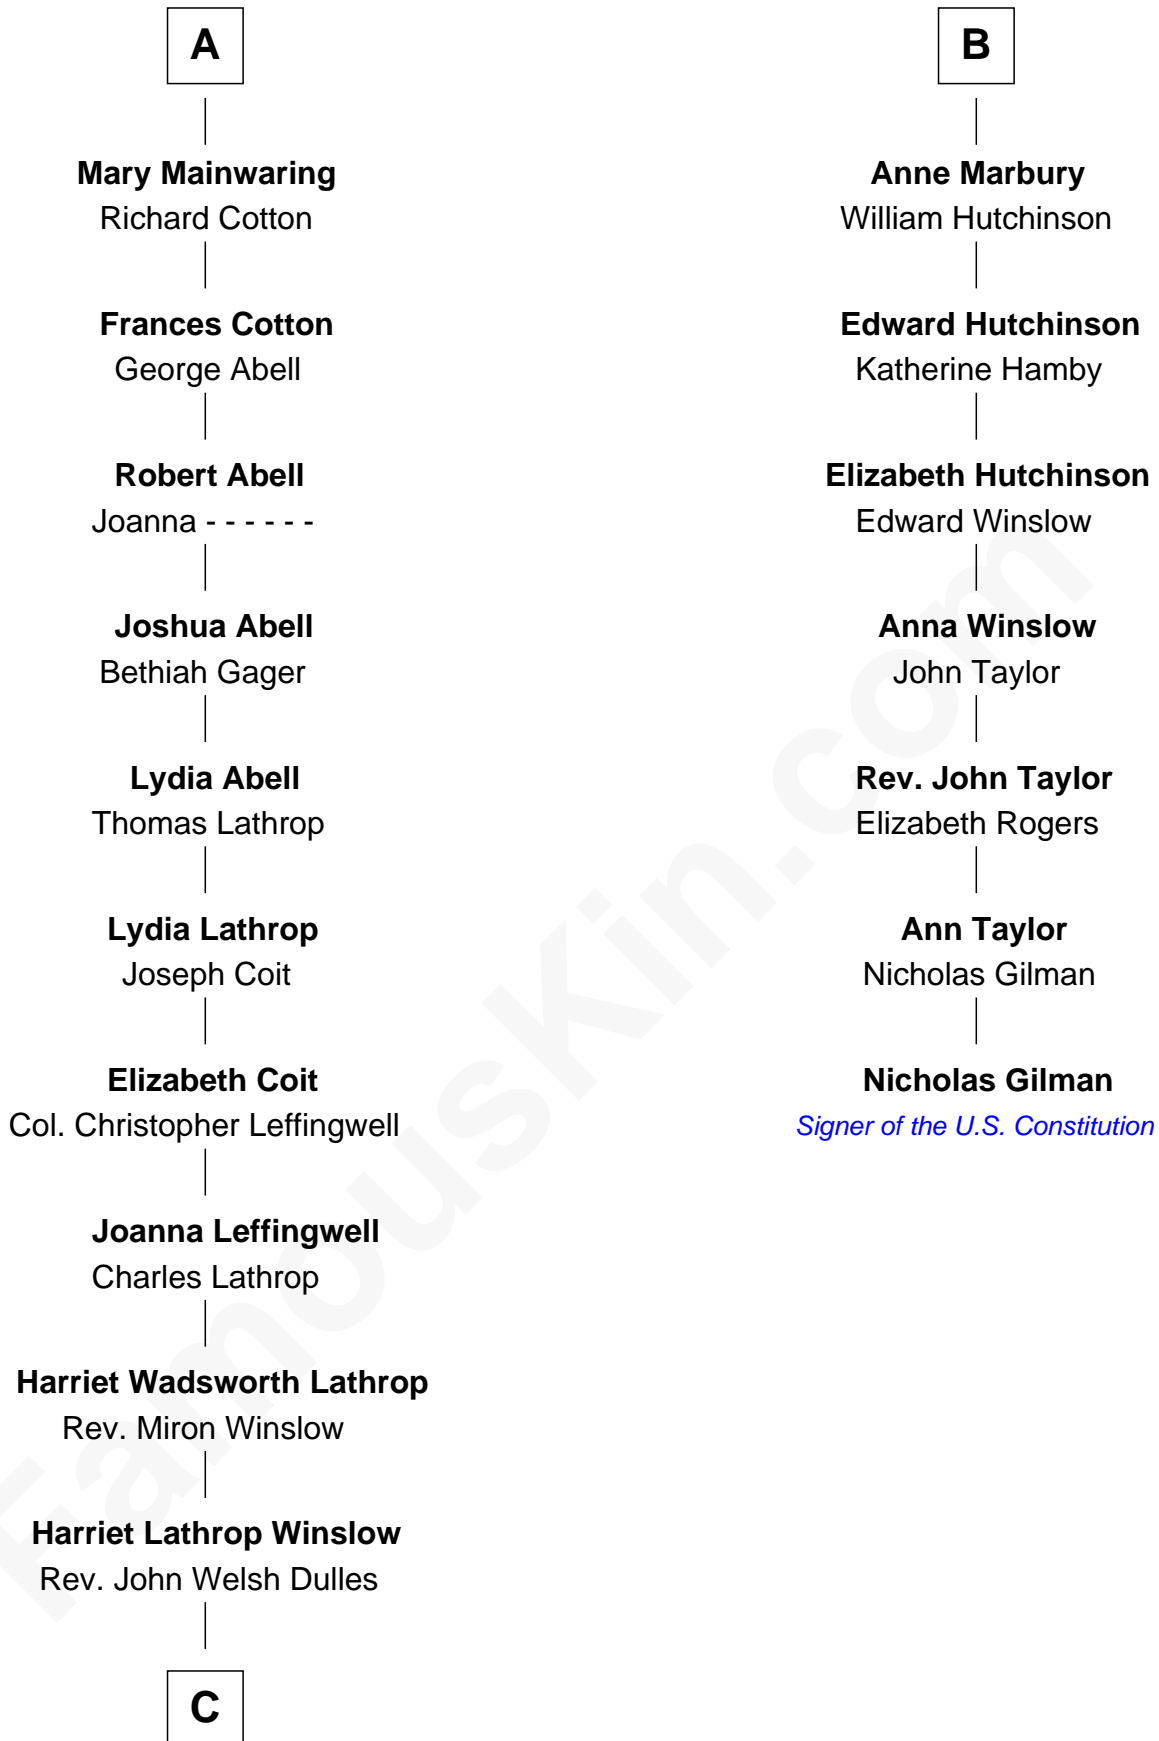 A
Mary Mainwaring
Richard Cotton
Frances Cotton
George Abell
Robert Abell
Joanna - - - - - -
Joshua Abell
Bethiah Gager
Lydia Abell
Thomas Lathrop
Lydia Lathrop
Joseph Coit
Elizabeth Coit
Col. Christopher Leffingwell
Joanna Leffingwell
Charles Lathrop
Harriet Wadsworth Lathrop
Rev. Miron Winslow
Harriet Lathrop Winslow
Rev. John Welsh Dulles
C
B
Anne Marbury
William Hutchinson
Edward Hutchinson
Katherine Hamby
Elizabeth Hutchinson
Edward Winslow
Anna Winslow
John Taylor
Rev. John Taylor
Elizabeth Rogers
Ann Taylor
Nicholas Gilman
Nicholas Gilman
Signer of the U.S. Constitution
FamousKin.com